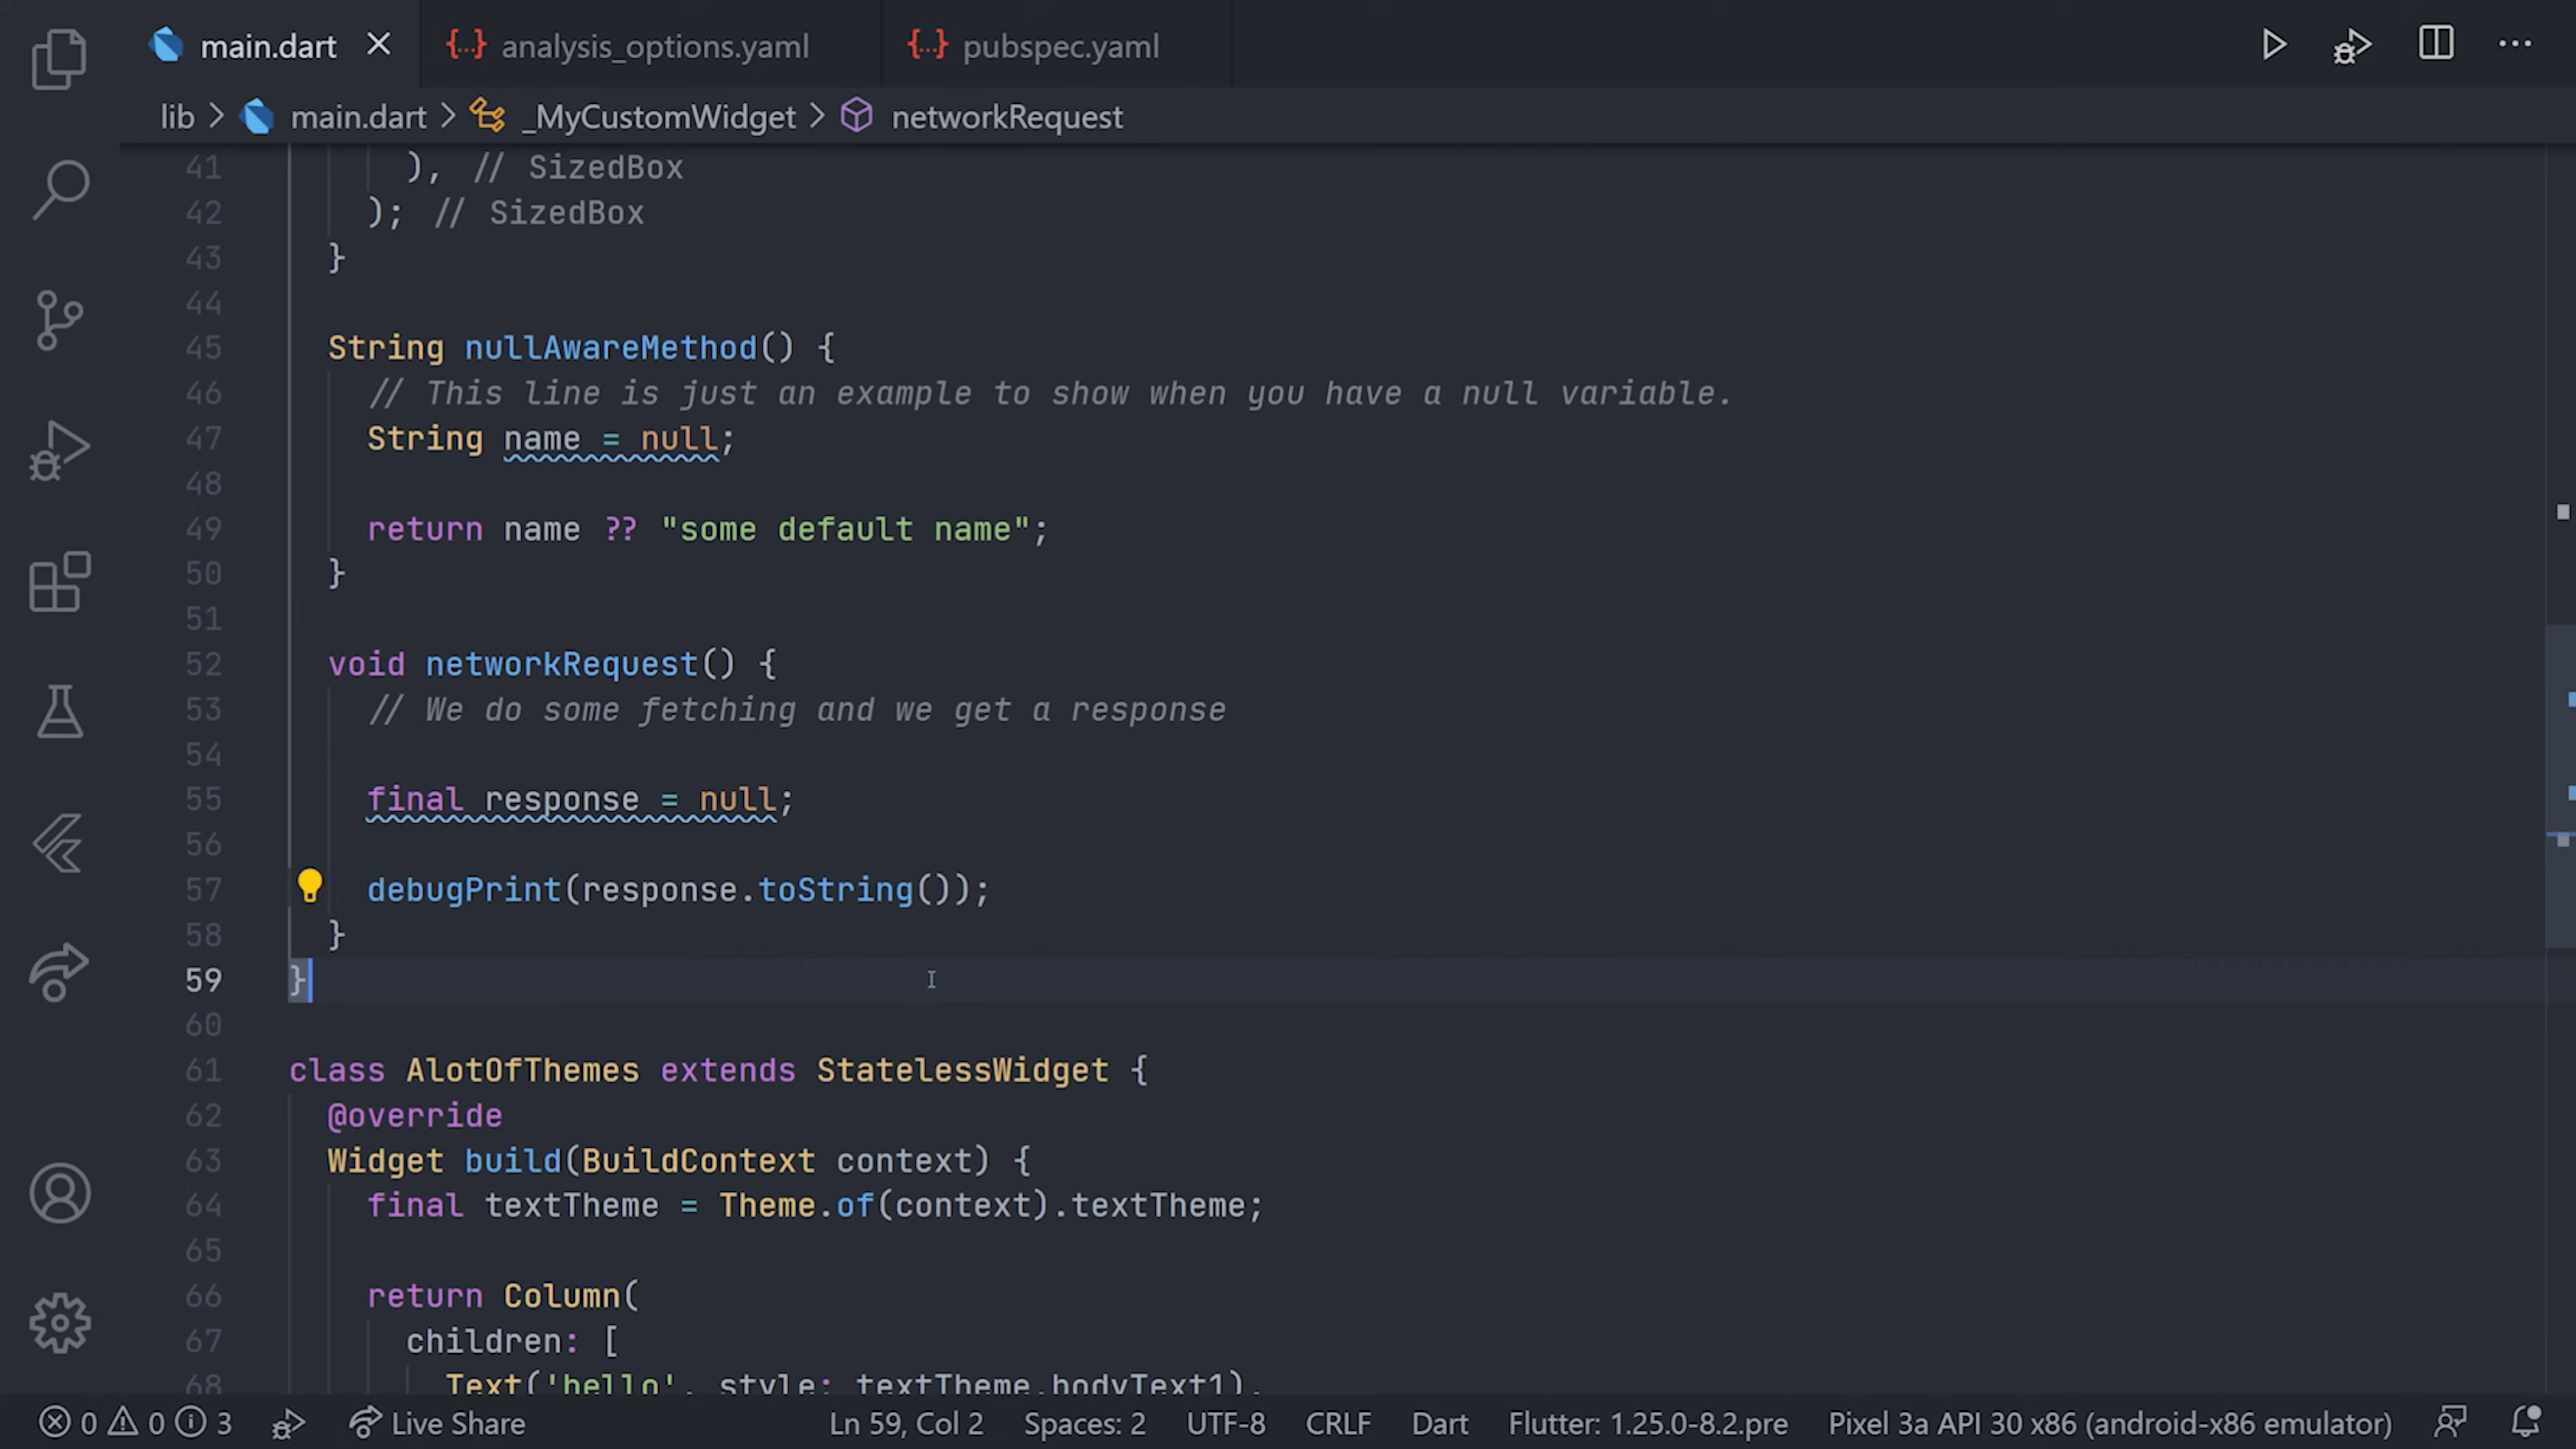 main.dart
analysis_options.yaml
pubspec.yaml
lib > main.dart > _MyCustomWidget > networkRequest
41 ), // SizedBox
42 ); // SizedBox
43 }
44
45 String nullAwareMethod() {
46 // This line is just an example to show when you have a null variable.
47 String name = null;
48
49 return name ?? "some default name";
50 }
51
52 void networkRequest() {
53 // We do some fetching and we get a response
54
55 final response = null;
56
57 debugPrint(response.toString());
58 }
59 }
60
61 class AlotOfThemes extends StatelessWidget {
62 @override
63 Widget build(BuildContext context) {
64 final textTheme = Theme.of(context).textTheme;
65
66 return Column(
67 children: [
68 Text('hello', style: textTheme.bodyText1),
0 0 3 Live Share Ln 59, Col 2 Spaces: 2 UTF-8 CRLF Dart Flutter: 1.25.0-8.2.pre Pixel 3a API 30 x86 (android-x86 emulator)